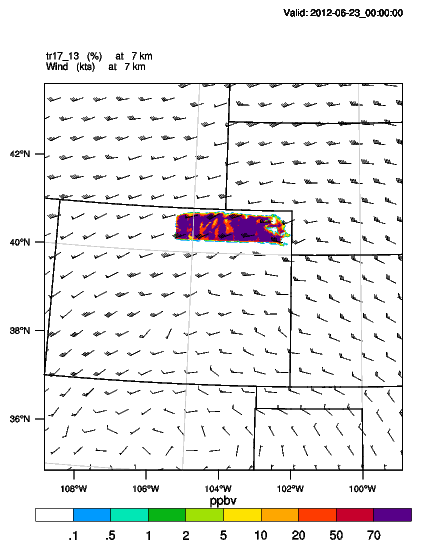 Valid: 2012-06-23_00:00:00
tr17_13 (%) at 7 km
Wind (kts) at 7 km
42°N
40°N
38°N
36°N
108°W 106°W 104°W 102°W 100°W
ppbv
.1 .5 1 2 5 10 20 50 70